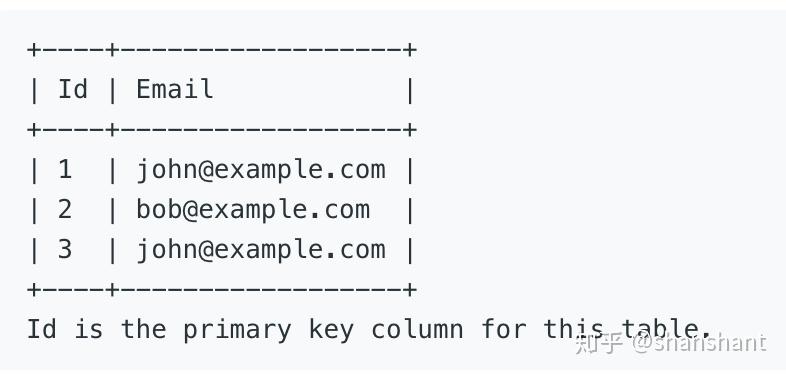 +----+------------------+
| Id | Email            |
+----+------------------+
| 1  | john@example.com |
| 2  | bob@example.com  |
| 3  | john@example.com |
+----+------------------+
Id is the primary key column for this table.
知乎 @shanshant